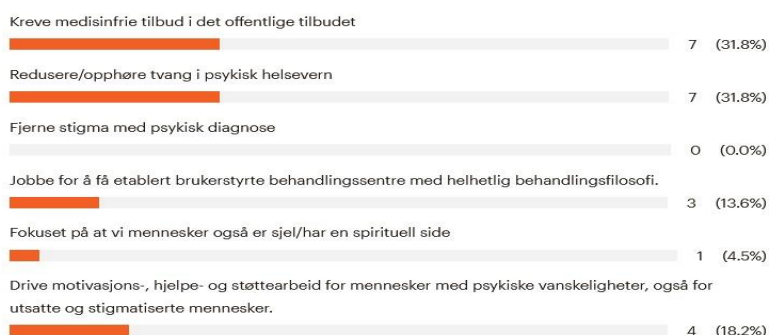 Kreve medisinfrie tilbud i det offentlige tilbudet
7 (31.8%)
Redusere/opphøre tvang i psykisk helsevern
7 (31.8%)
Fjerne stigma med psykisk diagnose
0 (0.0%)
Jobbe for å få etablert brukerstyrte behandlingssentre med helhetlig behandlingsfilosofi.
3 (13.6%)
Fokuset på at vi mennesker også er sjel/har en spirituell side
1 (4.5%)
Drive motivasjons-, hjelpe- og støttearbeid for mennesker med psykiske vanskeligheter, også for
utsatte og stigmatiserte mennesker.
4 (18.2%)